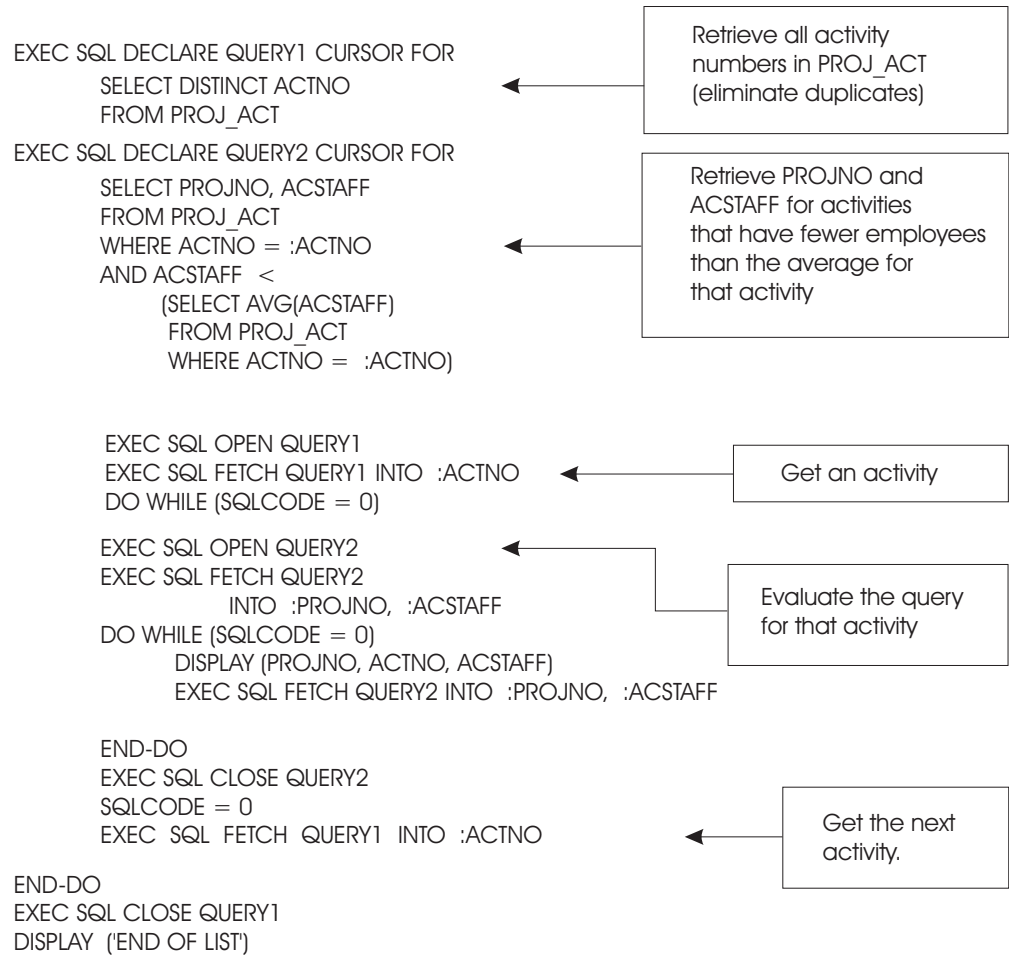 EXEC SQL DECLARE QUERY1 CURSOR FOR
SELECT DISTINCT ACTNO
FROM PROJ_ACT
Retrieve all activity
numbers in PROJ_ACT
(eliminate duplicates)
EXEC SQL DECLARE QUERY2 CURSOR FOR
SELECT PROJNO, ACSTAFF
FROM PROJ_ACT
WHERE ACTNO = :ACTNO
AND ACSTAFF <
(SELECT AVG(ACSTAFF)
FROM PROJ_ACT
WHERE ACTNO = :ACTNO)
Retrieve PROJNO and
ACSTAFF for activities
that have fewer employees
than the average for
that activity
EXEC SQL OPEN QUERY1
EXEC SQL FETCH QUERY1 INTO :ACTNO
DO WHILE (SQLCODE = 0)
Get an activity
EXEC SQL OPEN QUERY2
EXEC SQL FETCH QUERY2
INTO :PROJNO, :ACSTAFF
DO WHILE (SQLCODE = 0)
DISPLAY (PROJNO, ACTNO, ACSTAFF)
EXEC SQL FETCH QUERY2 INTO :PROJNO, :ACSTAFF
Evaluate the query
for that activity
END-DO
EXEC SQL CLOSE QUERY2
SQLCODE = 0
EXEC SQL FETCH QUERY1 INTO :ACTNO
Get the next
activity.
END-DO
EXEC SQL CLOSE QUERY1
DISPLAY ('END OF LIST')